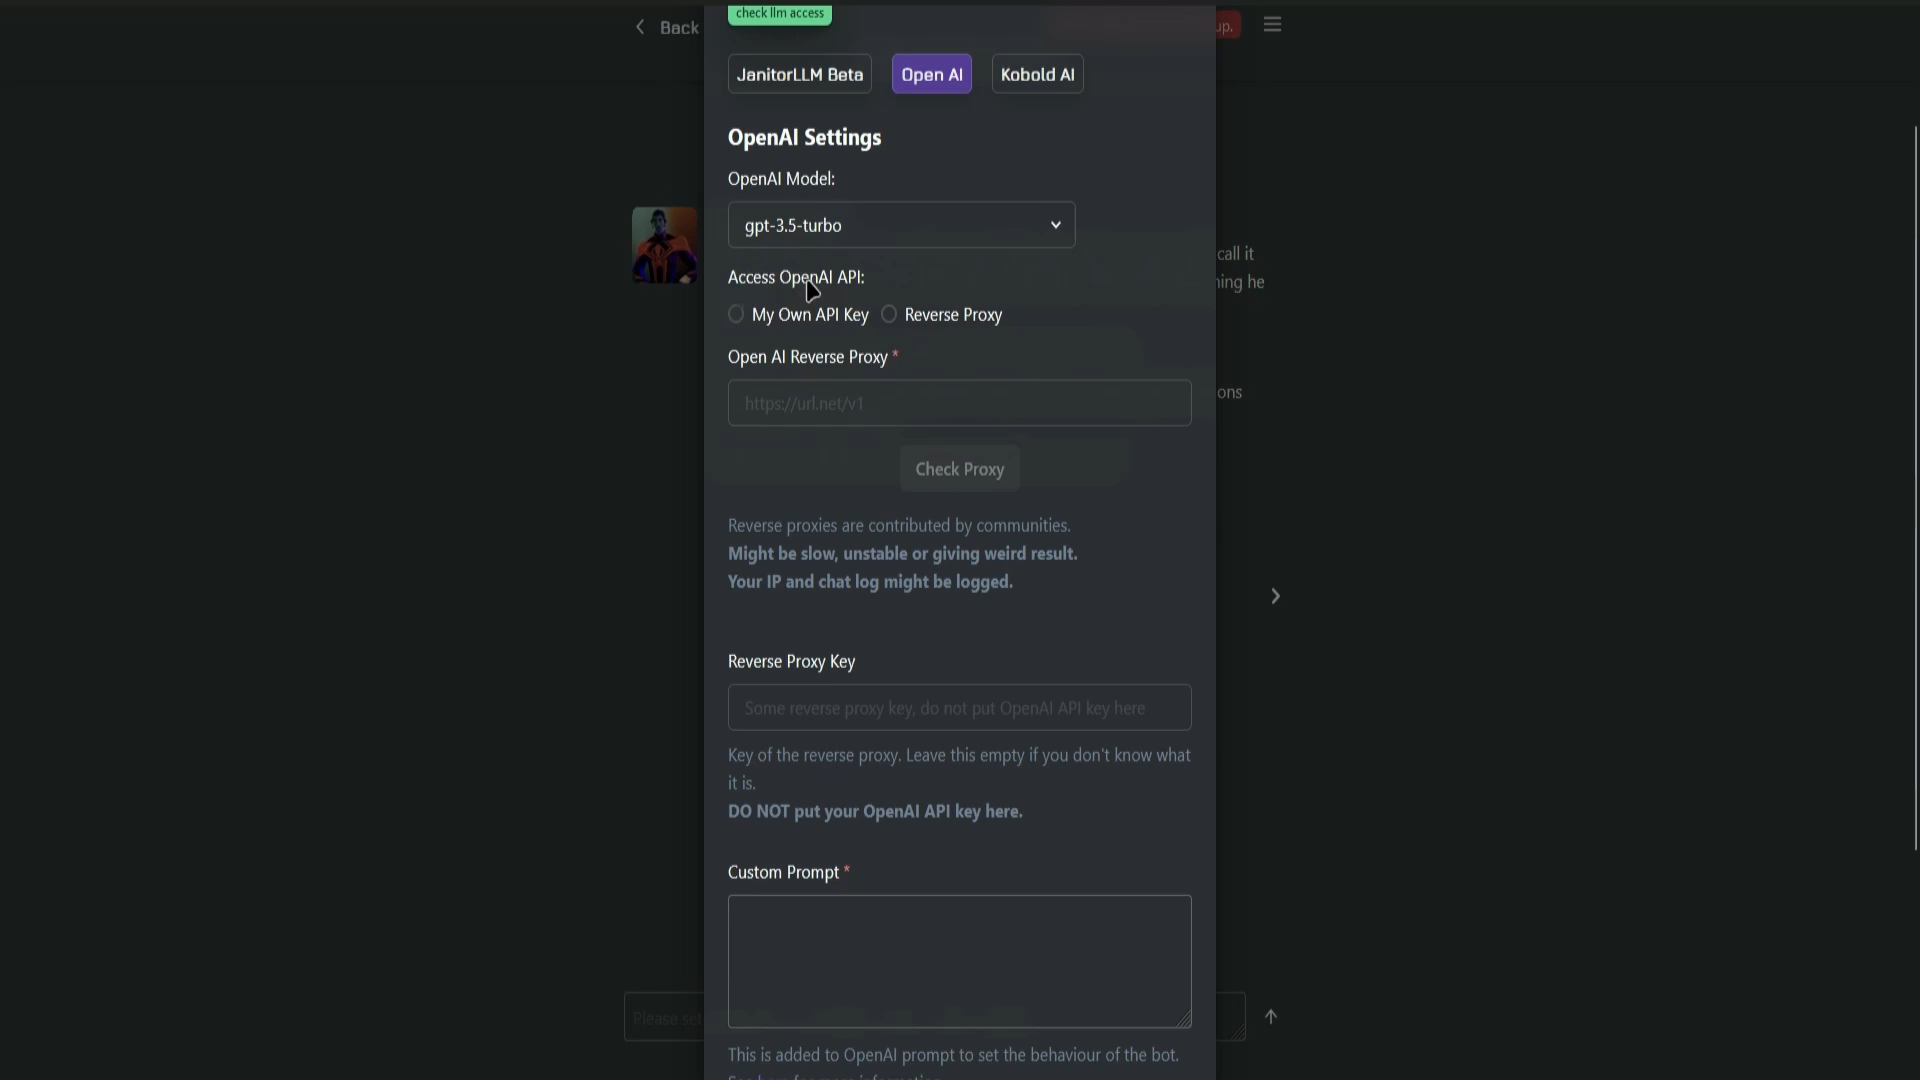 check llm access
Back
up.
JanitorLLM Beta
Open AI
Kobold AI
OpenAI Settings
OpenAI Model:
gpt-3.5-turbo
call it
Access OpenAI API:
he
My Own API Key
Reverse Proxy
Open AI Reverse Proxy *
ons
https://url.net/v1
Check Proxy
Reverse proxies are contributed by communities.
Might be slow, unstable or giving weird result.
Your IP and chat log might be logged.
Reverse Proxy Key
Some reverse proxy key, do not put OpenAI API key here
Key of the reverse proxy. Leave this empty if you don't know what
it is.
DO NOT put your OpenAI API key here.
Custom Prompt *
Please set
This is added to OpenAI prompt to set the behaviour of the bot.